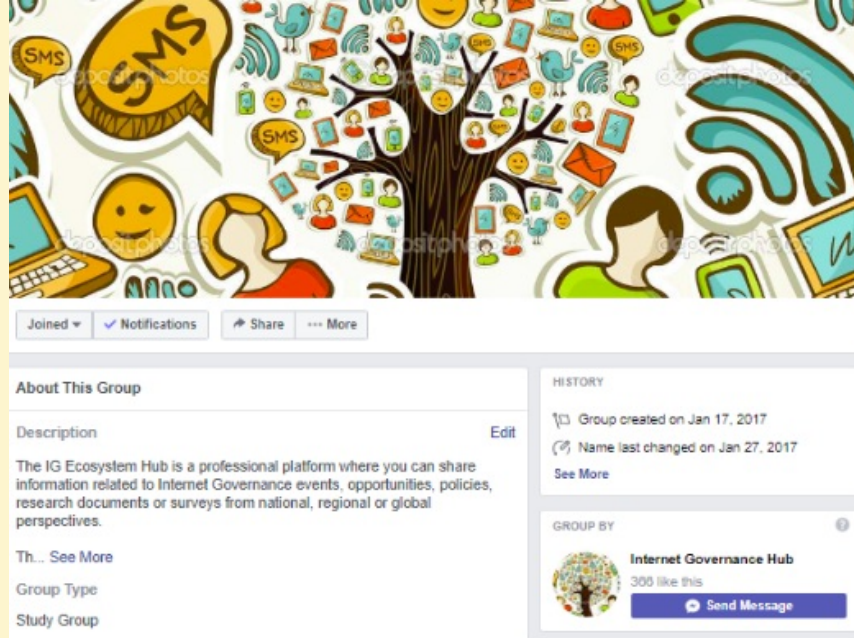 SMS
SMS
SMS
SMS
SMS
depositphotos
depositphotos
depositphotos
depositphotos
depositphotos
depositphotos
Joined
Notifications
Share
More
About This Group
Description
Edit
The IG Ecosystem Hub is a professional platform where you can share
information related to Internet Governance events, opportunities, policies,
research documents or surveys from national, regional or global
perspectives.
Th... See More
Group Type
Study Group
HISTORY
Group created on Jan 17, 2017
Name last changed on Jan 27, 2017
See More
GROUP BY
Internet Governance Hub
366 like this
Send Message